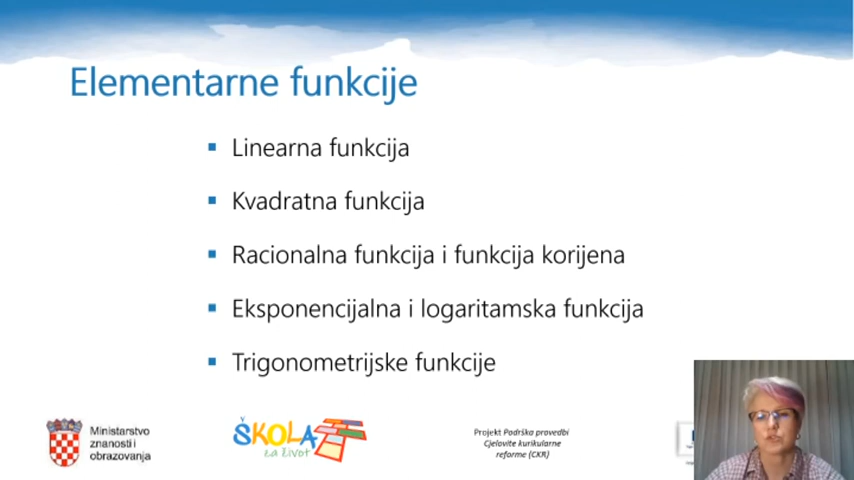 Elementarne funkcije
Linearna funkcija
Kvadratna funkcija
Racionalna funkcija i funkcija korijena
Eksponencijalna i logaritamska funkcija
Trigonometrijske funkcije
Ministarstvo
znanosti i
obrazovanja
ŠKOLA
za život
Projekt Podrška provedbi
Cjelovite kurikularne
reforme (CKR)